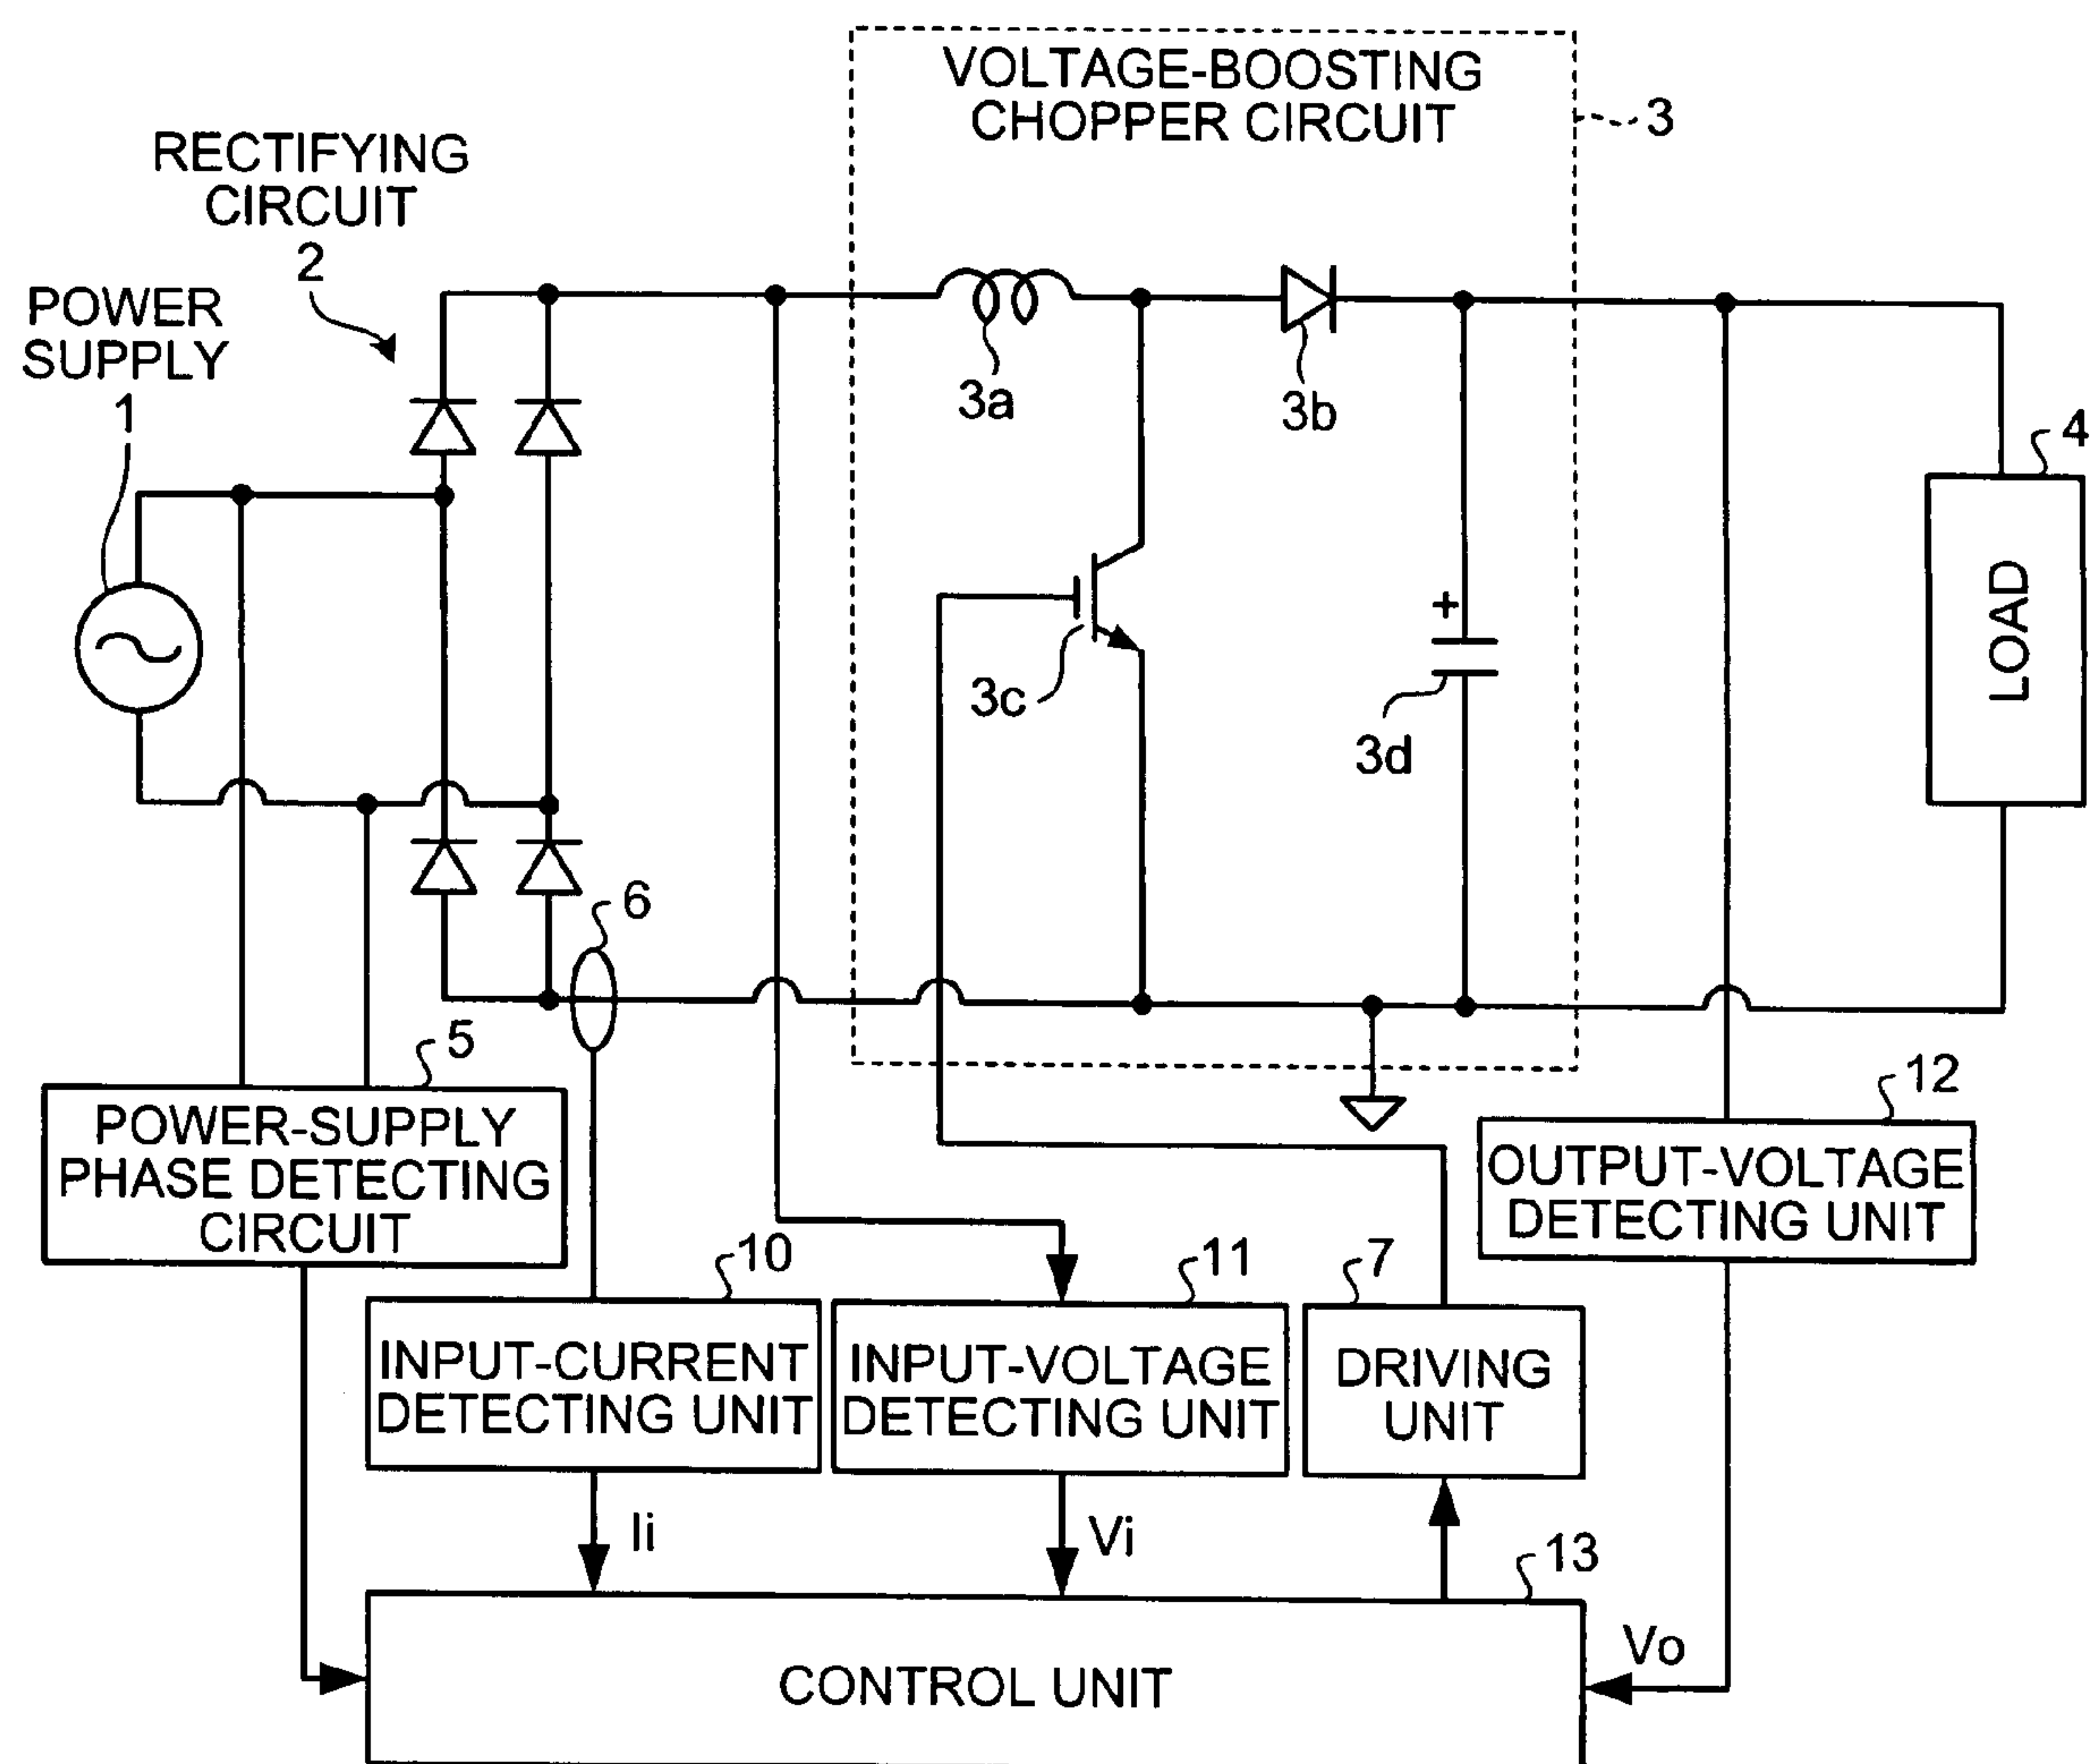 VOLTAGE-BOOSTING
CHOPPER CIRCUIT
3
RECTIFYING
CIRCUIT
2
POWER
SUPPLY
1
3a
3b
3c
3d
4
LOAD
6
5
POWER-SUPPLY
PHASE DETECTING
CIRCUIT
12
OUTPUT-VOLTAGE
DETECTING UNIT
10
INPUT-CURRENT
DETECTING UNIT
11
INPUT-VOLTAGE
DETECTING UNIT
7
DRIVING
UNIT
Ii
Vi
13
Vo
CONTROL UNIT